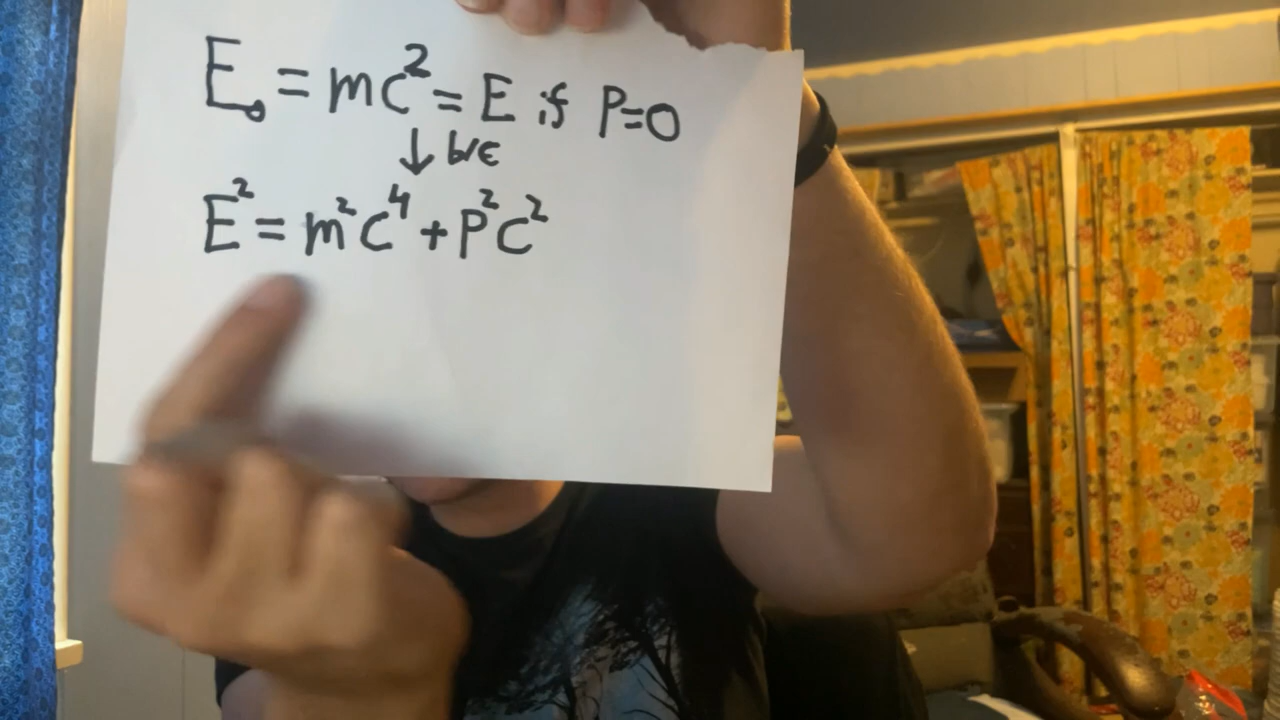 E₀ = mc² = E if P=0
↓ b/c
E² = m²c⁴ + P²c²